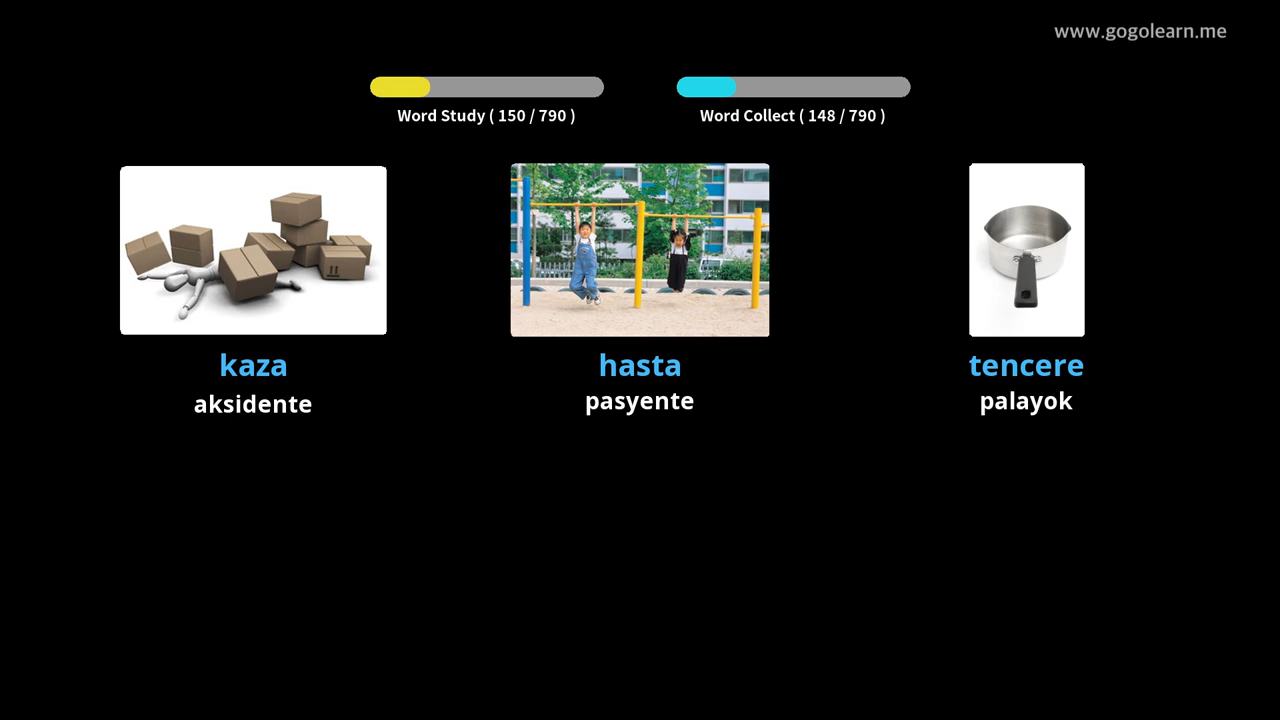 www.gogolearn.me
Word Study ( 150 / 790 )
Word Collect ( 148 / 790 )
kaza
aksidente
hasta
pasyente
tencere
palayok